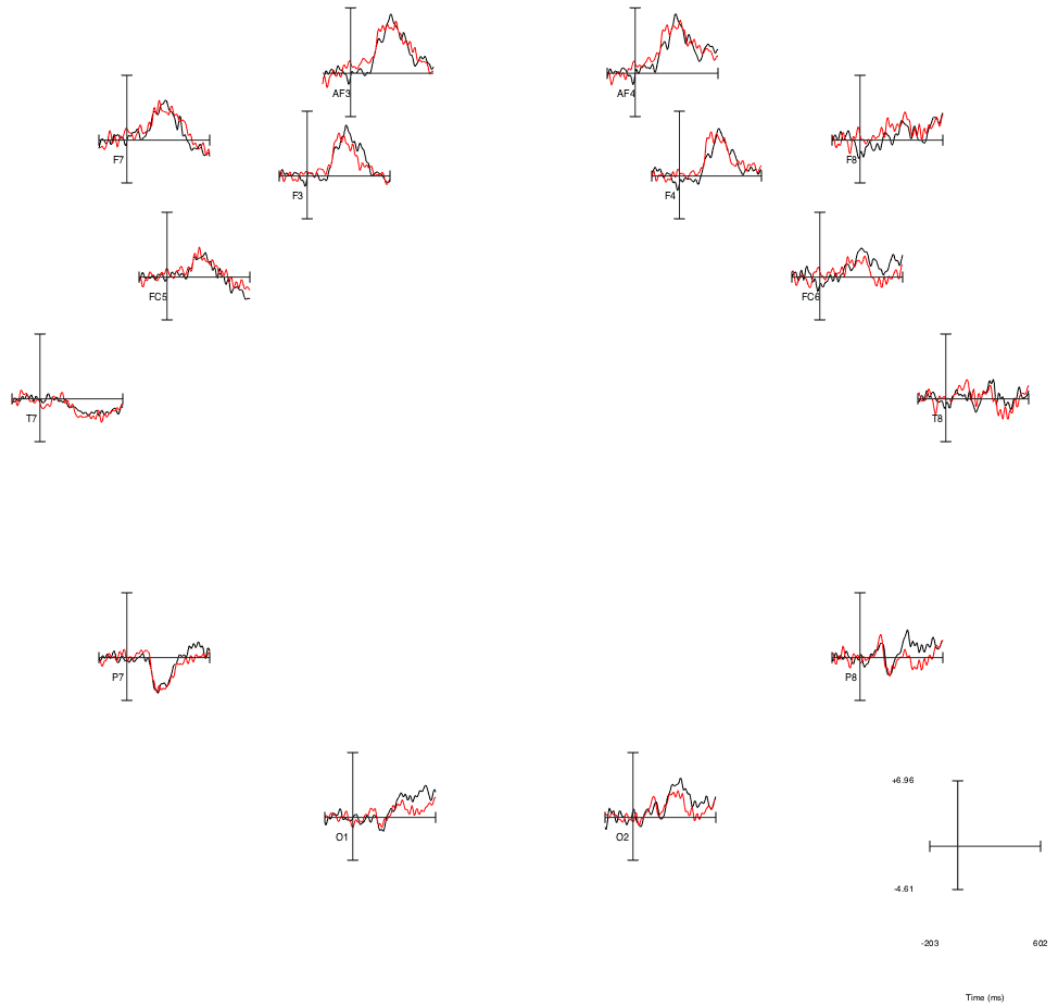 AF3
AF4
F7
F8
F3
F4
FC5
FC6
T7
T8
P7
P8
O1
O2
+6.96
-4.61
-203
602
Time (ms)